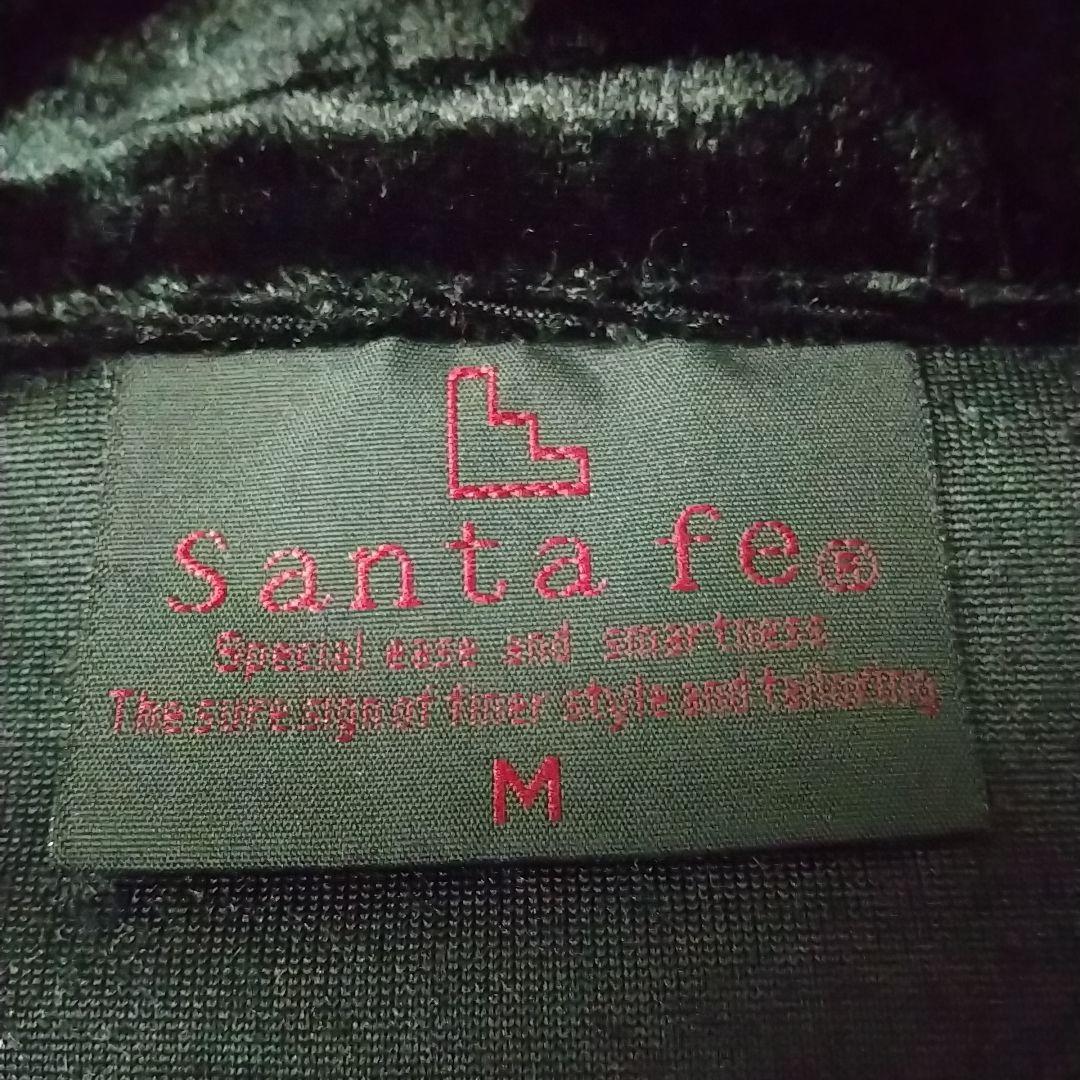 Santa fe®
Special ease and smartness
The sure sign of finer style and tailoring
M